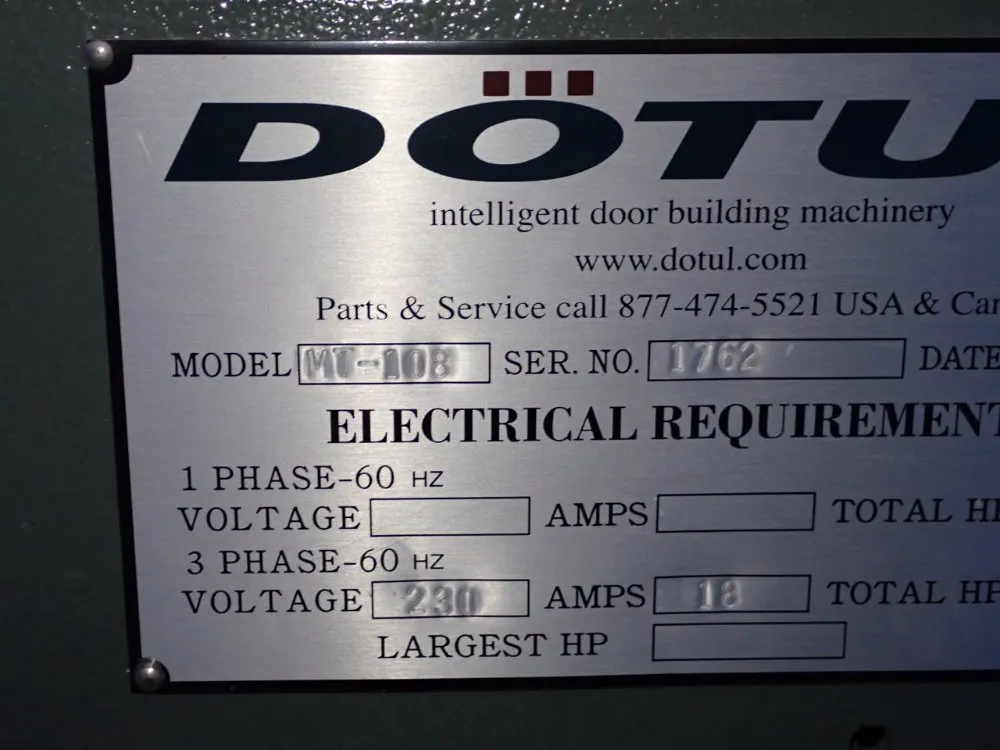 DÖTU
intelligent door building machinery
www.dotul.com
Parts & Service call 877-474-5521 USA & Can
MODEL MT-108 SER. NO. 1762 DATE
ELECTRICAL REQUIREMENT
1 PHASE-60 HZ
VOLTAGE AMPS TOTAL HP
3 PHASE-60 HZ
VOLTAGE 230 AMPS 18 TOTAL HP
LARGEST HP